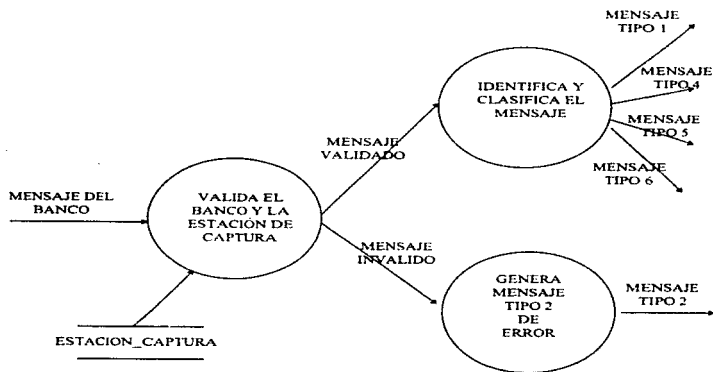 MENSAJE
TIPO 1
IDENTIFICA Y
CLASIFICA EL
MENSAJE
MENSAJE
TIPO 4
MENSAJE
TIPO 5
MENSAJE
TIPO 6
MENSAJE
VALIDADO
MENSAJE DEL
BANCO
VALIDA EL
BANCO Y LA
ESTACIÓN DE
CAPTURA
MENSAJE
INVALIDO
GENERA
MENSAJE
TIPO 2
DE
ERROR
MENSAJE
TIPO 2
ESTACION_CAPTURA